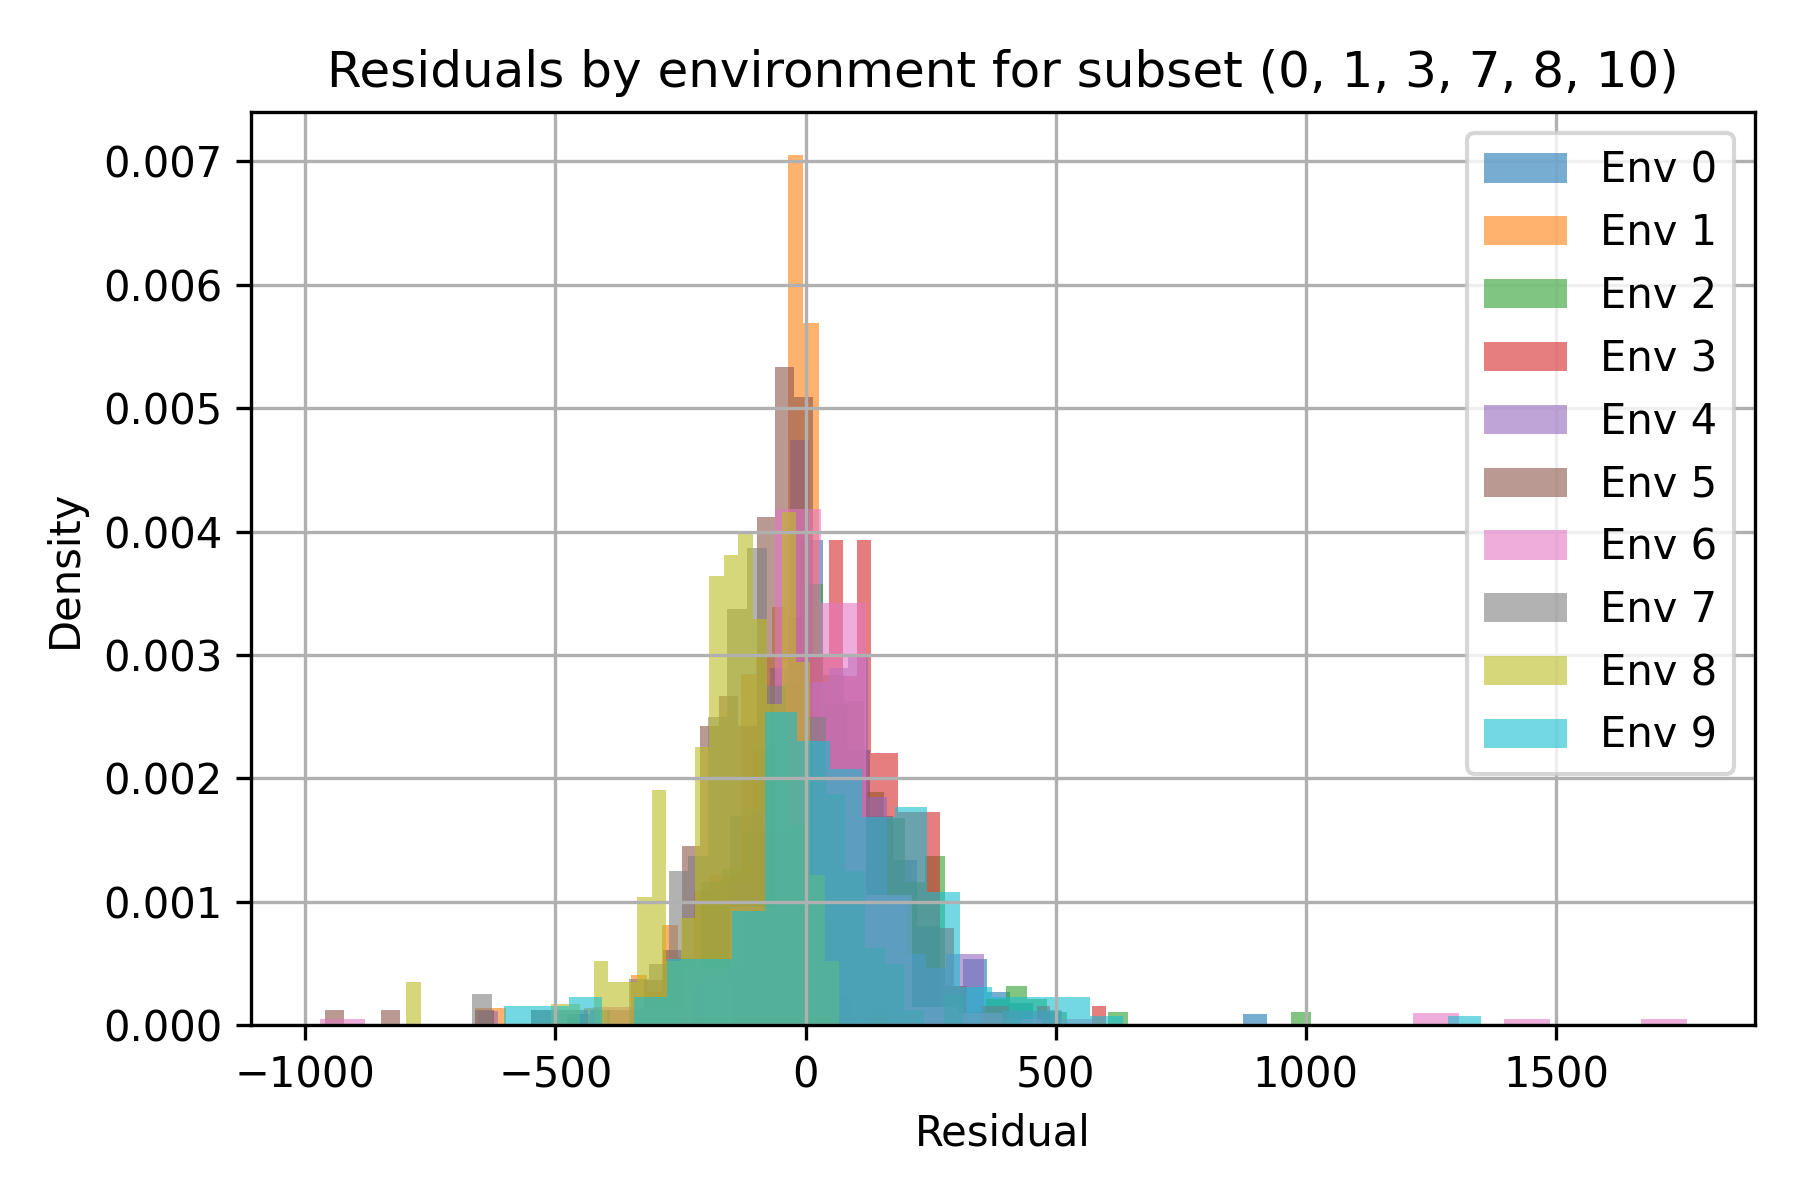 Residuals by environment for subset (0, 1, 3, 7, 8, 10)
0.007
0.006
0.005
0.004
0.003
0.002
0.001
0.000
Density
−1000
−500
0
500
1000
1500
Residual
Env 0
Env 1
Env 2
Env 3
Env 4
Env 5
Env 6
Env 7
Env 8
Env 9